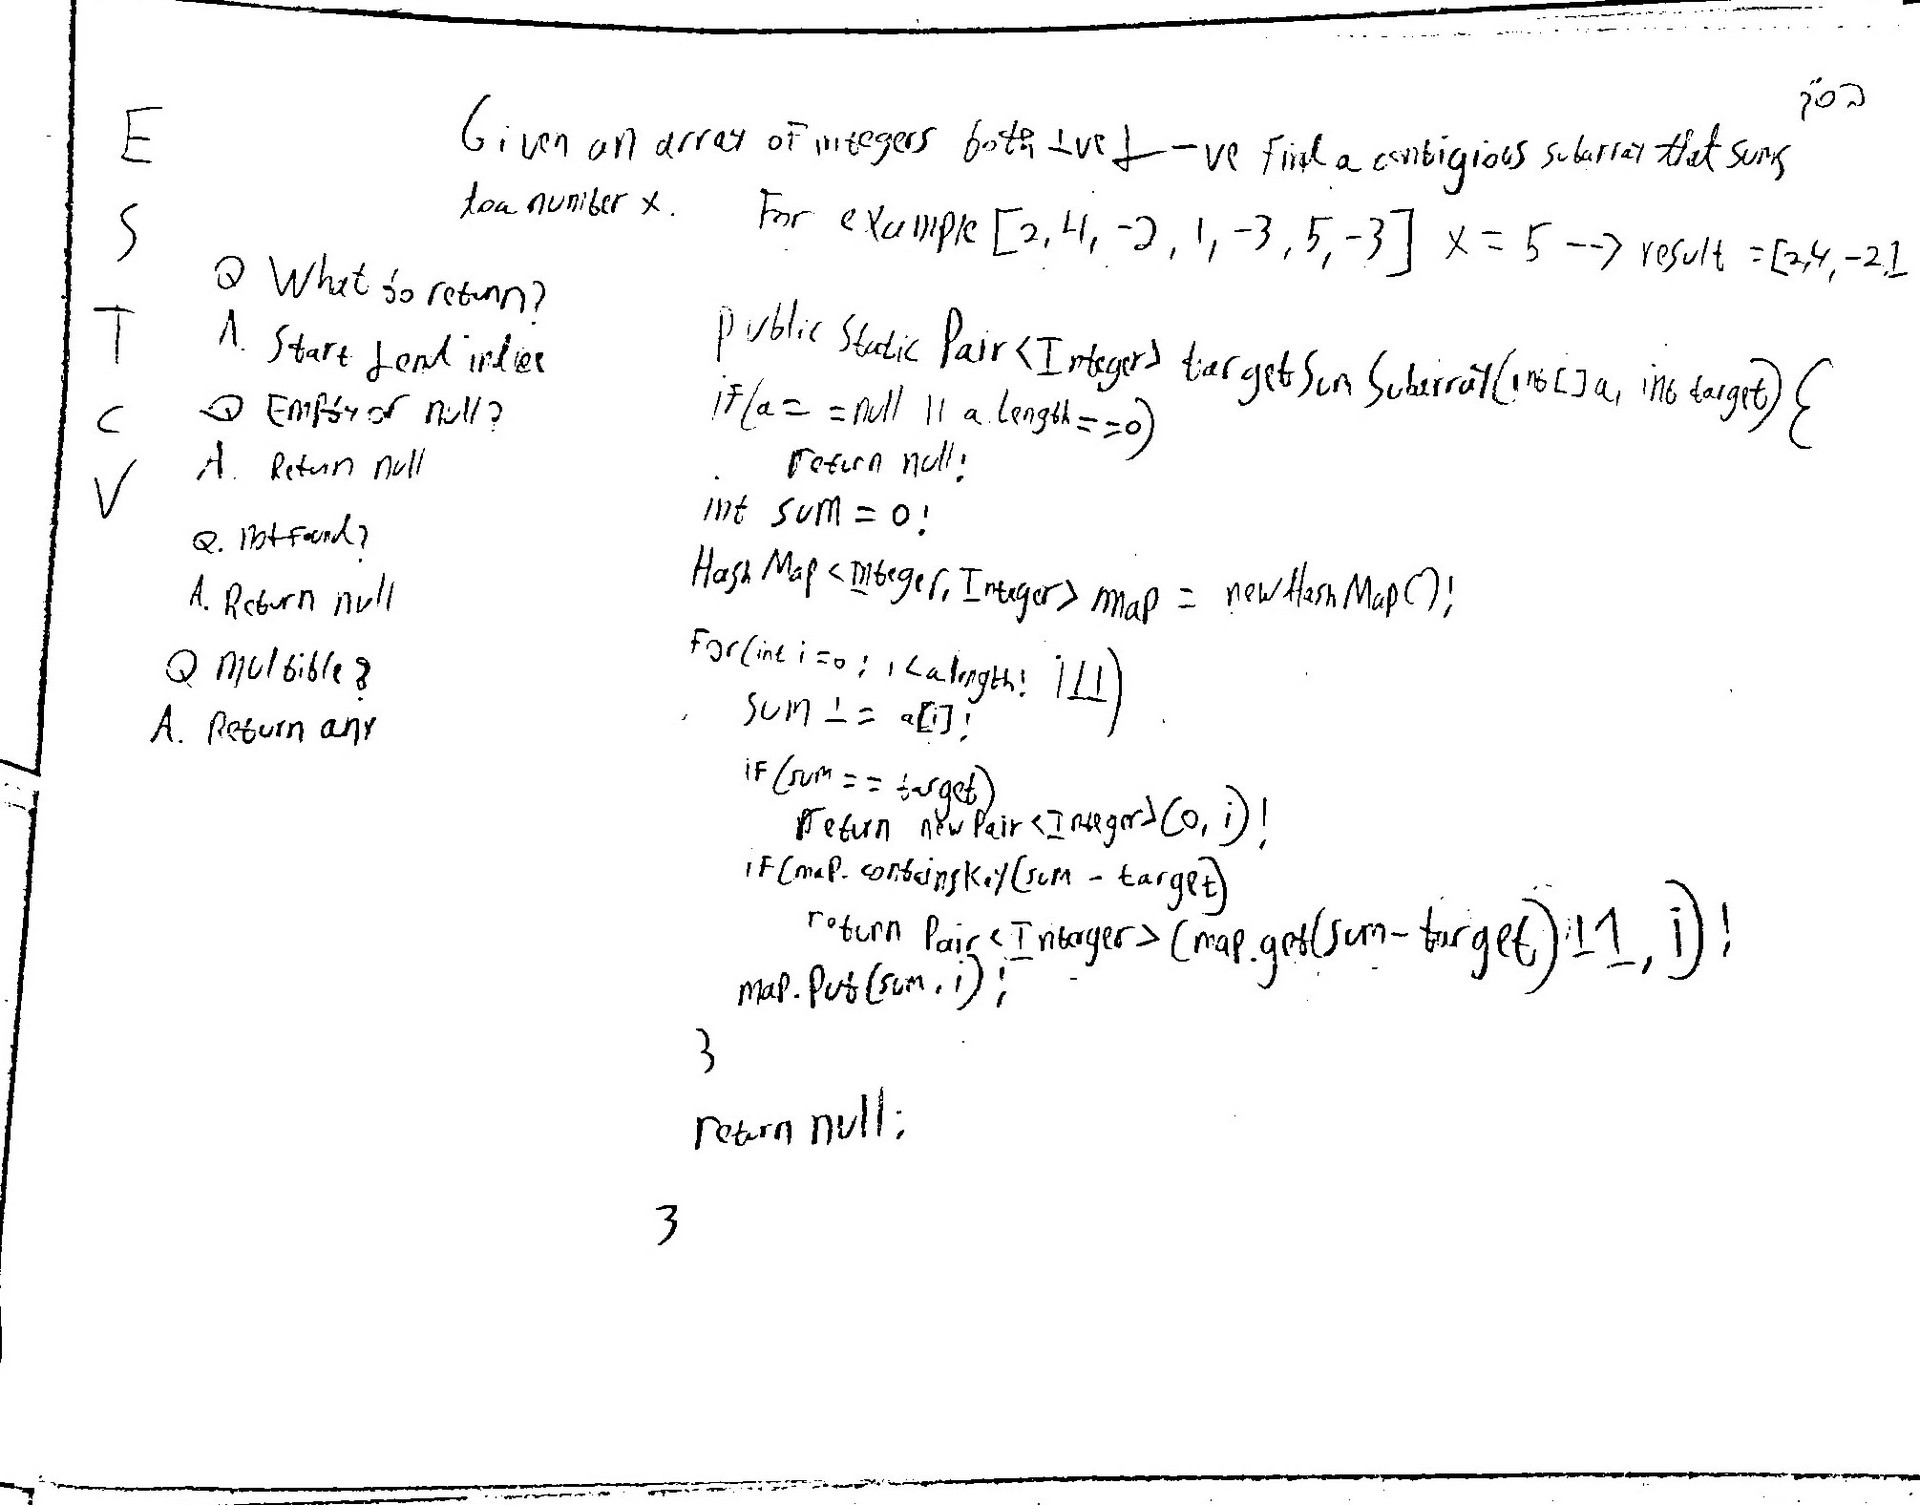 Given an array of integers both +ve + -ve Find a contigious subarray that sums
to a number x. For example [2, 4, -2, 1, -3, 5, -3] x = 5 --> result = [2,4, -2,1
E
S
T
C
V
Q What to return?
A. Start + end indices
Q Empty or null?
A. Return null
Q. Not Found?
A. Return null
Q Multible?
A. Return any
public static Pair<Integer> targetSumSubarray(int[] a, int target) {
if(a == null || a.length == 0)
return null;
int sum = 0;
HashMap<Integer, Integer> map = new HashMap();
For(int i = 0; i < a.length; i++)
sum += a[i];
if(sum == target)
return new Pair<Integer>(0, i);
if(map.containsKey(sum - target)
return Pair<Integer>(map.get(sum-target)+1, i);
map.put(sum, i);
}
return null;
}